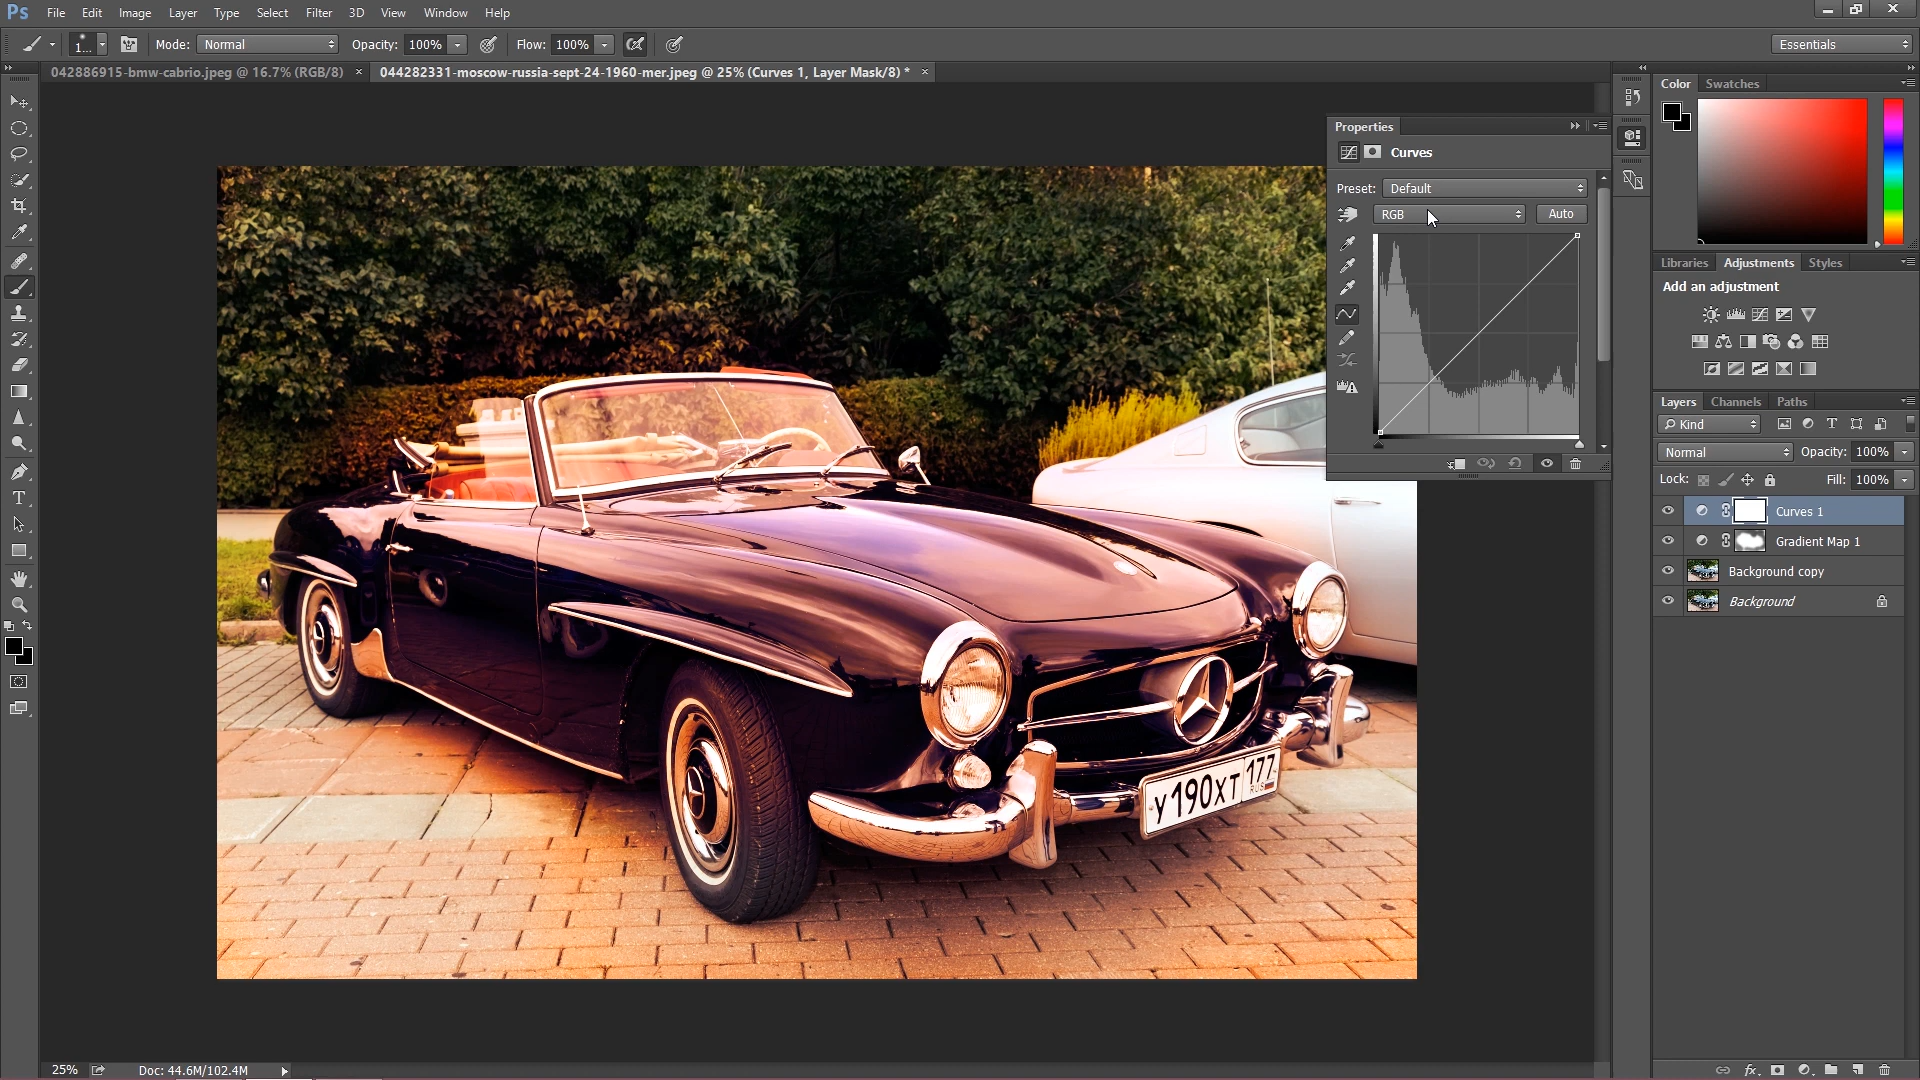 Ps File Edit Image Layer Type Select Filter 3D View Window Help
1... Mode: Normal Opacity: 100% Flow: 100% Essentials
042886915-bmw-cabrio.jpeg @ 16.7% (RGB/8) × 044282331-moscow-russia-sept-24-1960-mer.jpeg @ 25% (Curves 1, Layer Mask/8) * ×
Properties
Curves
Preset: Default
RGB Auto
Color Swatches
Libraries Adjustments Styles
Add an adjustment
Layers Channels Paths
Kind
Normal Opacity: 100%
Lock: Fill: 100%
Curves 1
Gradient Map 1
Background copy
Background
у190хт 177
RUS
25% Doc: 44.6M/102.4M
fx